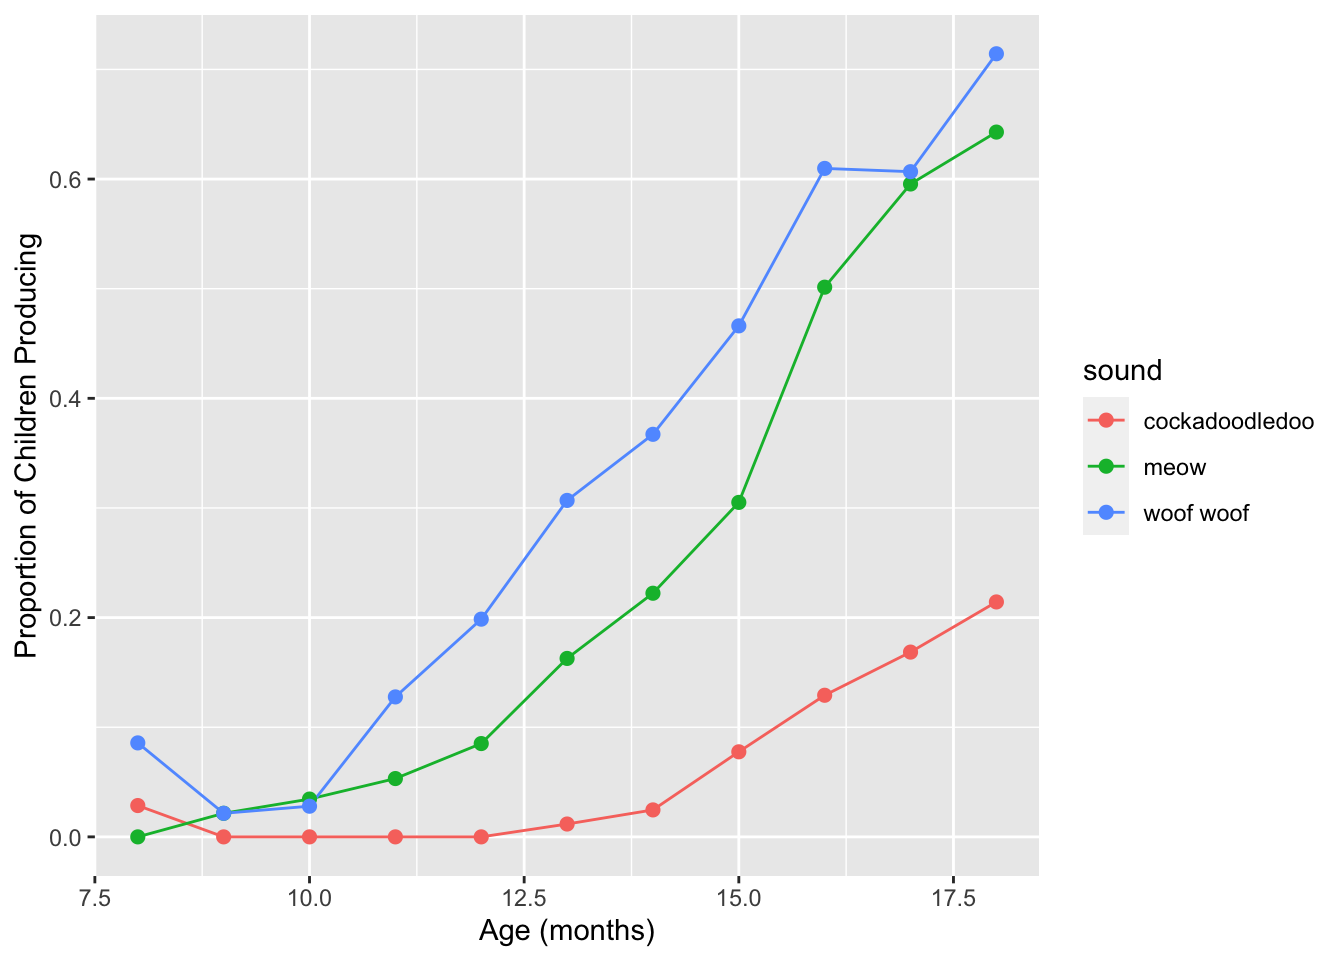 Proportion of Children Producing
0.6
0.4
0.2
0.0
7.5 10.0 12.5 15.0 17.5
Age (months)
sound
cockadoodledoo
meow
woof woof